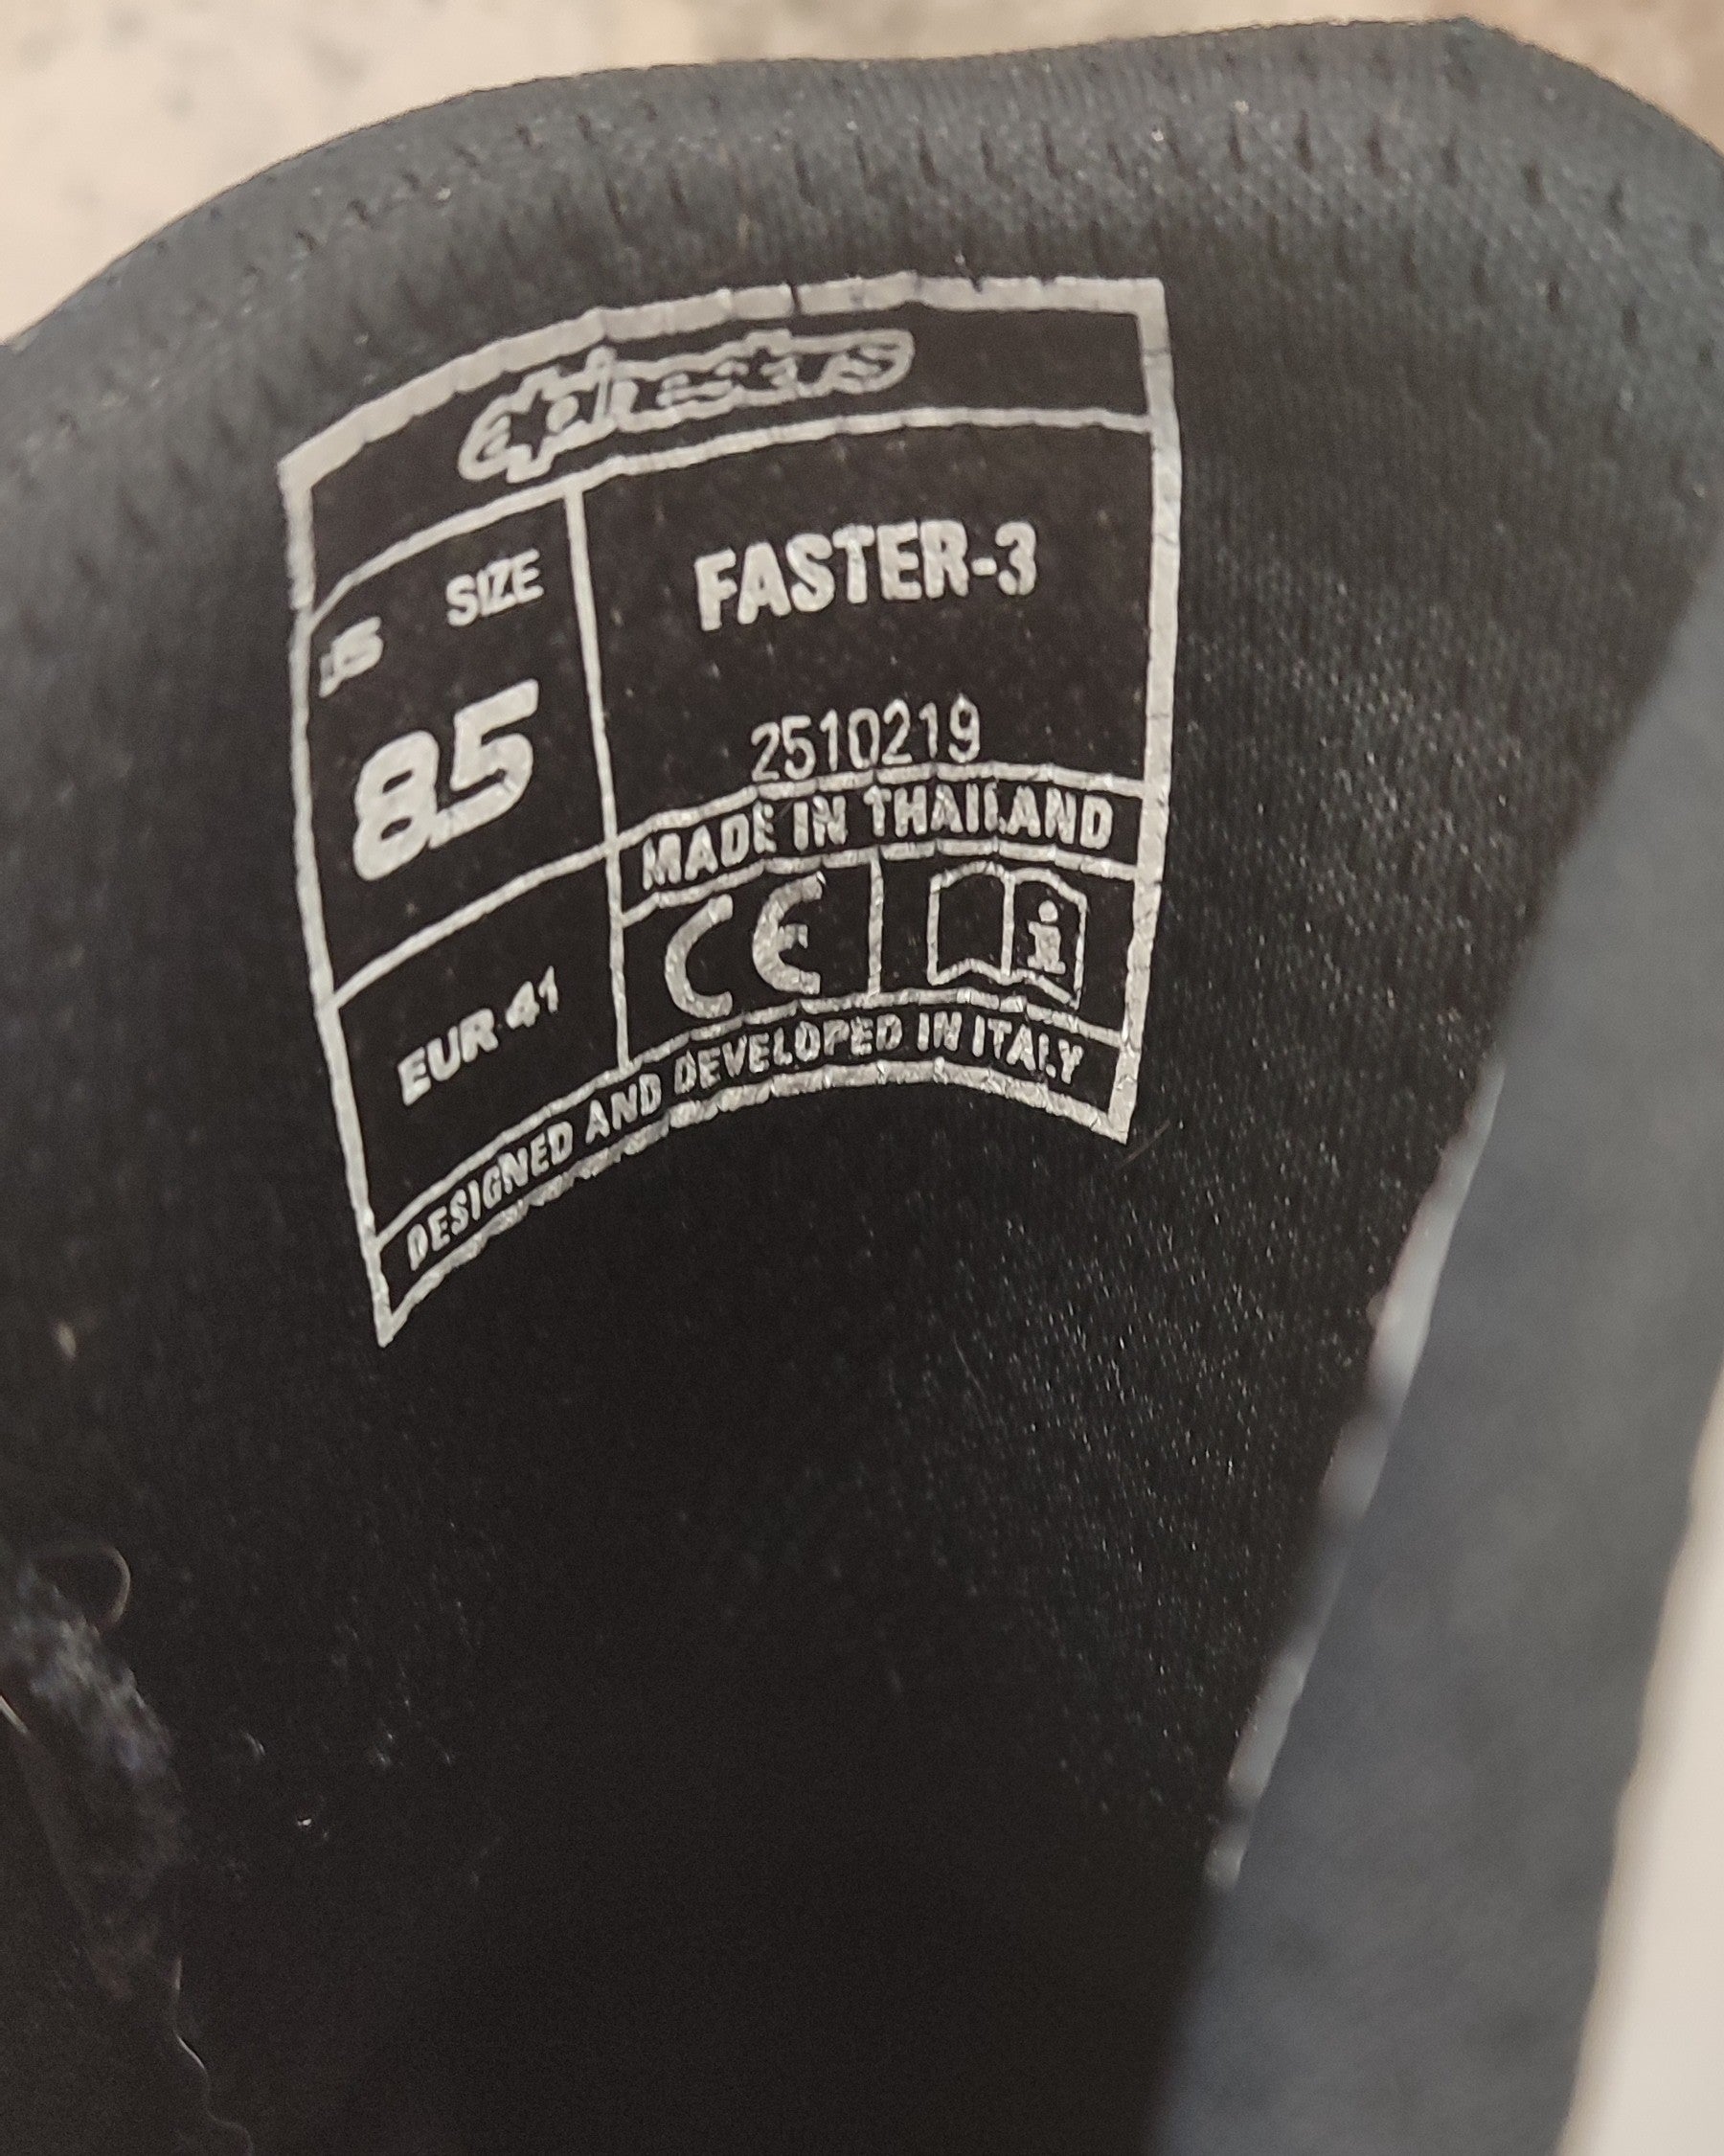 alpinestars
SIZE
8.5
EUR 41
FASTER-3
2510219
MADE IN THAILAND
CE
i
DESIGNED AND DEVELOPED IN ITALY